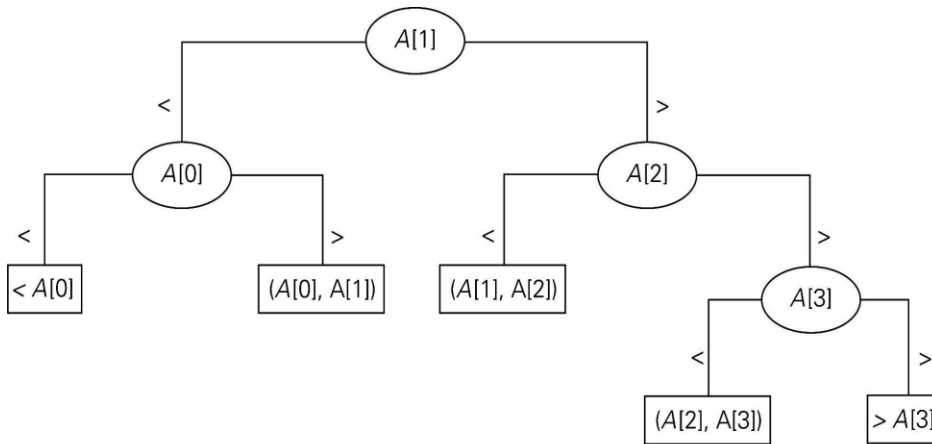 A[1]
< >
A[0] A[2]
< > < >
< A[0] (A[0], A[1]) (A[1], A[2]) A[3]
< >
(A[2], A[3]) > A[3]